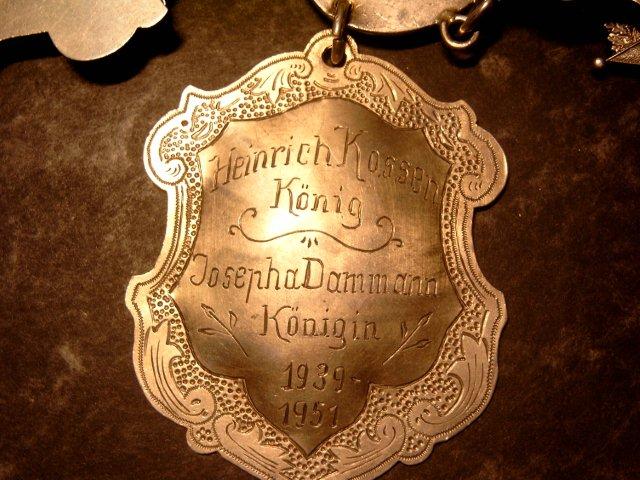 Heinrich Kossen
König
Josepha Dammann
Königin
1939-
1951